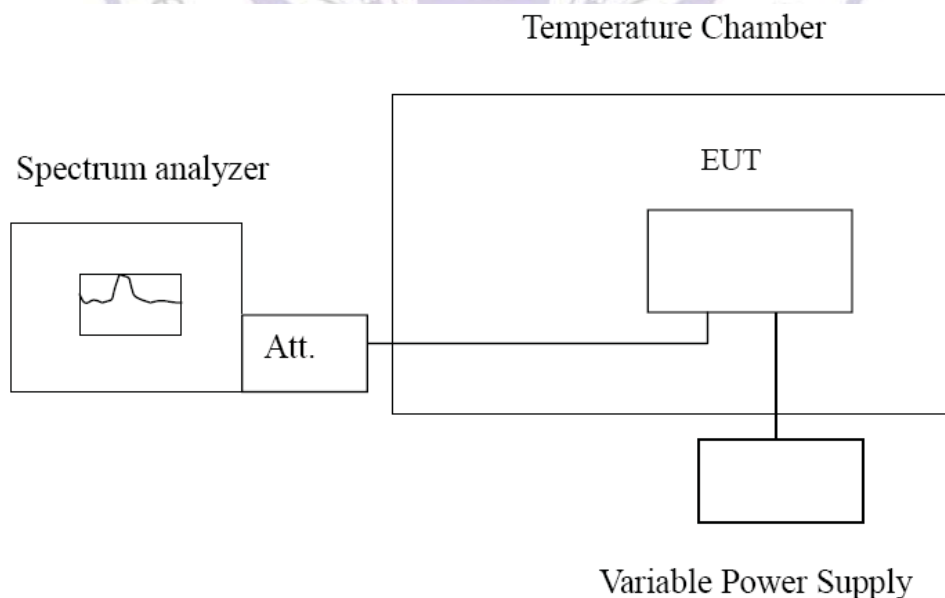 Temperature Chamber
Spectrum analyzer
EUT
Att.
Variable Power Supply